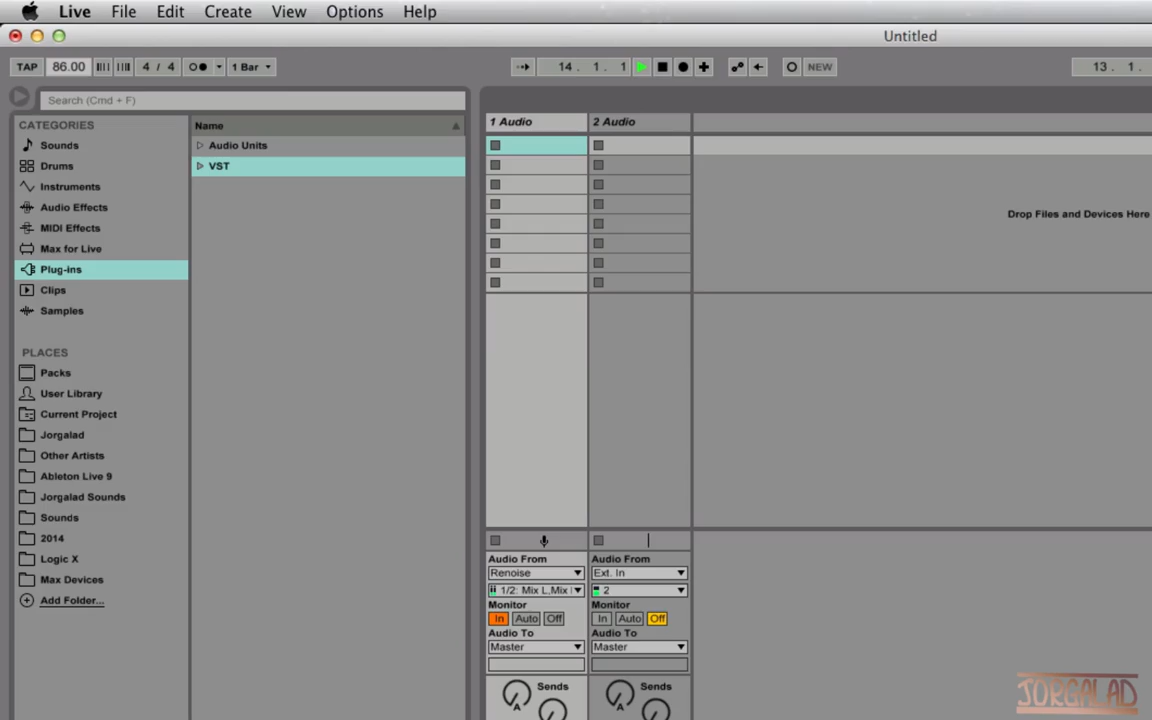 Live File Edit Create View Options Help
Untitled
TAP 86.00 4 / 4 1 Bar 14 . 1 . 1 NEW 13 . 1 .
Search (Cmd + F)
CATEGORIES
Sounds
Drums
Instruments
Audio Effects
MIDI Effects
Max for Live
Plug-ins
Clips
Samples
PLACES
Packs
User Library
Current Project
Jorgalad
Other Artists
Ableton Live 9
Jorgalad Sounds
Sounds
2014
Logic X
Max Devices
Add Folder...
Name
Audio Units
VST
1 Audio 2 Audio
Drop Files and Devices Here
Audio From Audio From
Renoise Ext. In
1/2: Mix L,Mix 2
Monitor Monitor
In Auto Off In Auto Off
Audio To Audio To
Master Master
Sends Sends
A A
JORGALAD